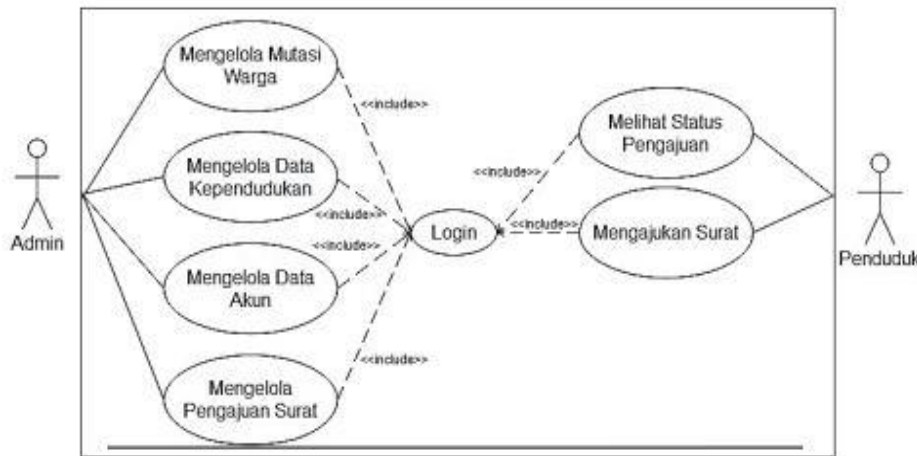 Mengelola Mutasi
Warga
<<include>>
Melihat Status
Pengajuan
Mengelola Data
Kependudukan
<<include>>
Admin
<<include>>
Login
<<include>>
Mengajukan Surat
Penduduk
<<include>>
Mengelola Data
Akun
<<include>>
Mengelola
Pengajuan Surat